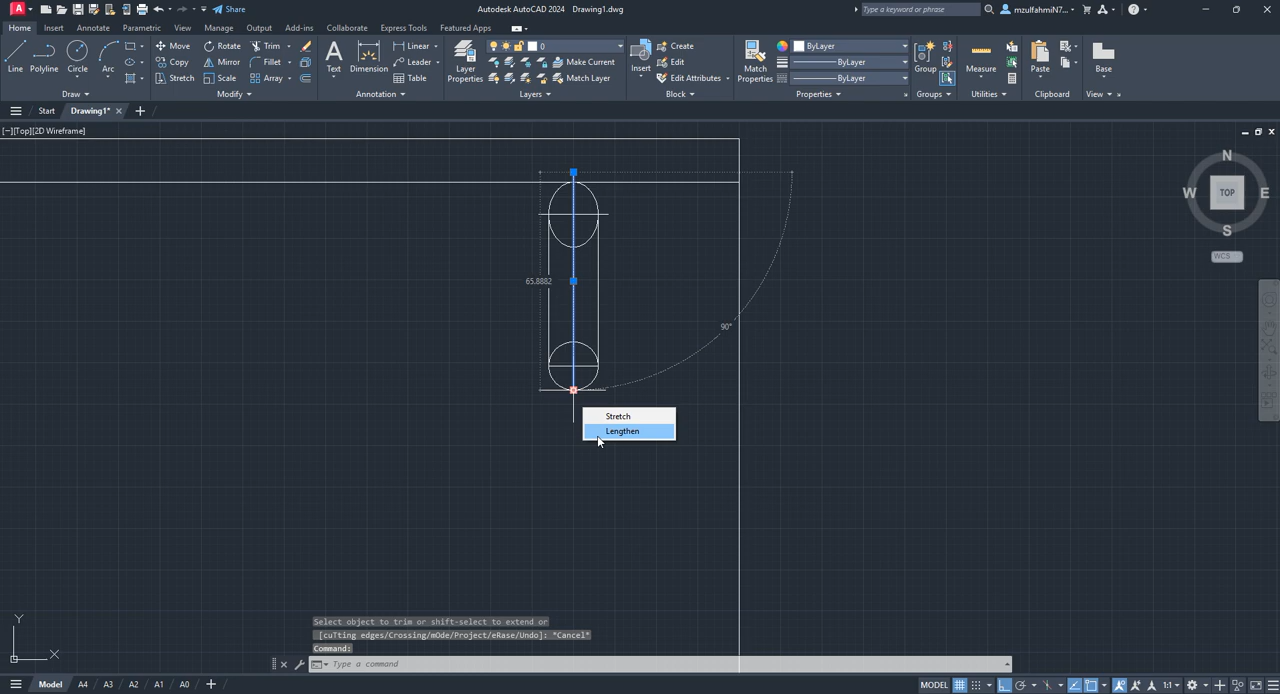 Share
Autodesk AutoCAD 2024 Drawing1.dwg
Type a keyword or phrase
mzulfahmiN7...
Home Insert Annotate Parametric View Manage Output Add-ins Collaborate Express Tools Featured Apps
Line Polyline Circle Arc
Move Rotate Trim
Copy Mirror Fillet
Stretch Scale Array
Text Dimension
Linear
Leader
Table
Layer Properties
0
Make Current
Match Layer
Insert
Create
Edit
Edit Attributes
Match Properties
ByLayer
ByLayer
ByLayer
Group
Measure
Paste
Base
Draw Modify Annotation Layers Block Properties Groups Utilities Clipboard View
Start Drawing1*
[−][Top][2D Wireframe]
N
W TOP E
S
WCS
65.8882
90°
Stretch
Lengthen
Y
X
Select object to trim or shift-select to extend or
[cuTting edges/Crossing/mOde/Project/eRase/Undo]: *Cancel*
Command:
Type a command
Model A4 A3 A2 A1 A0
MODEL 1:1